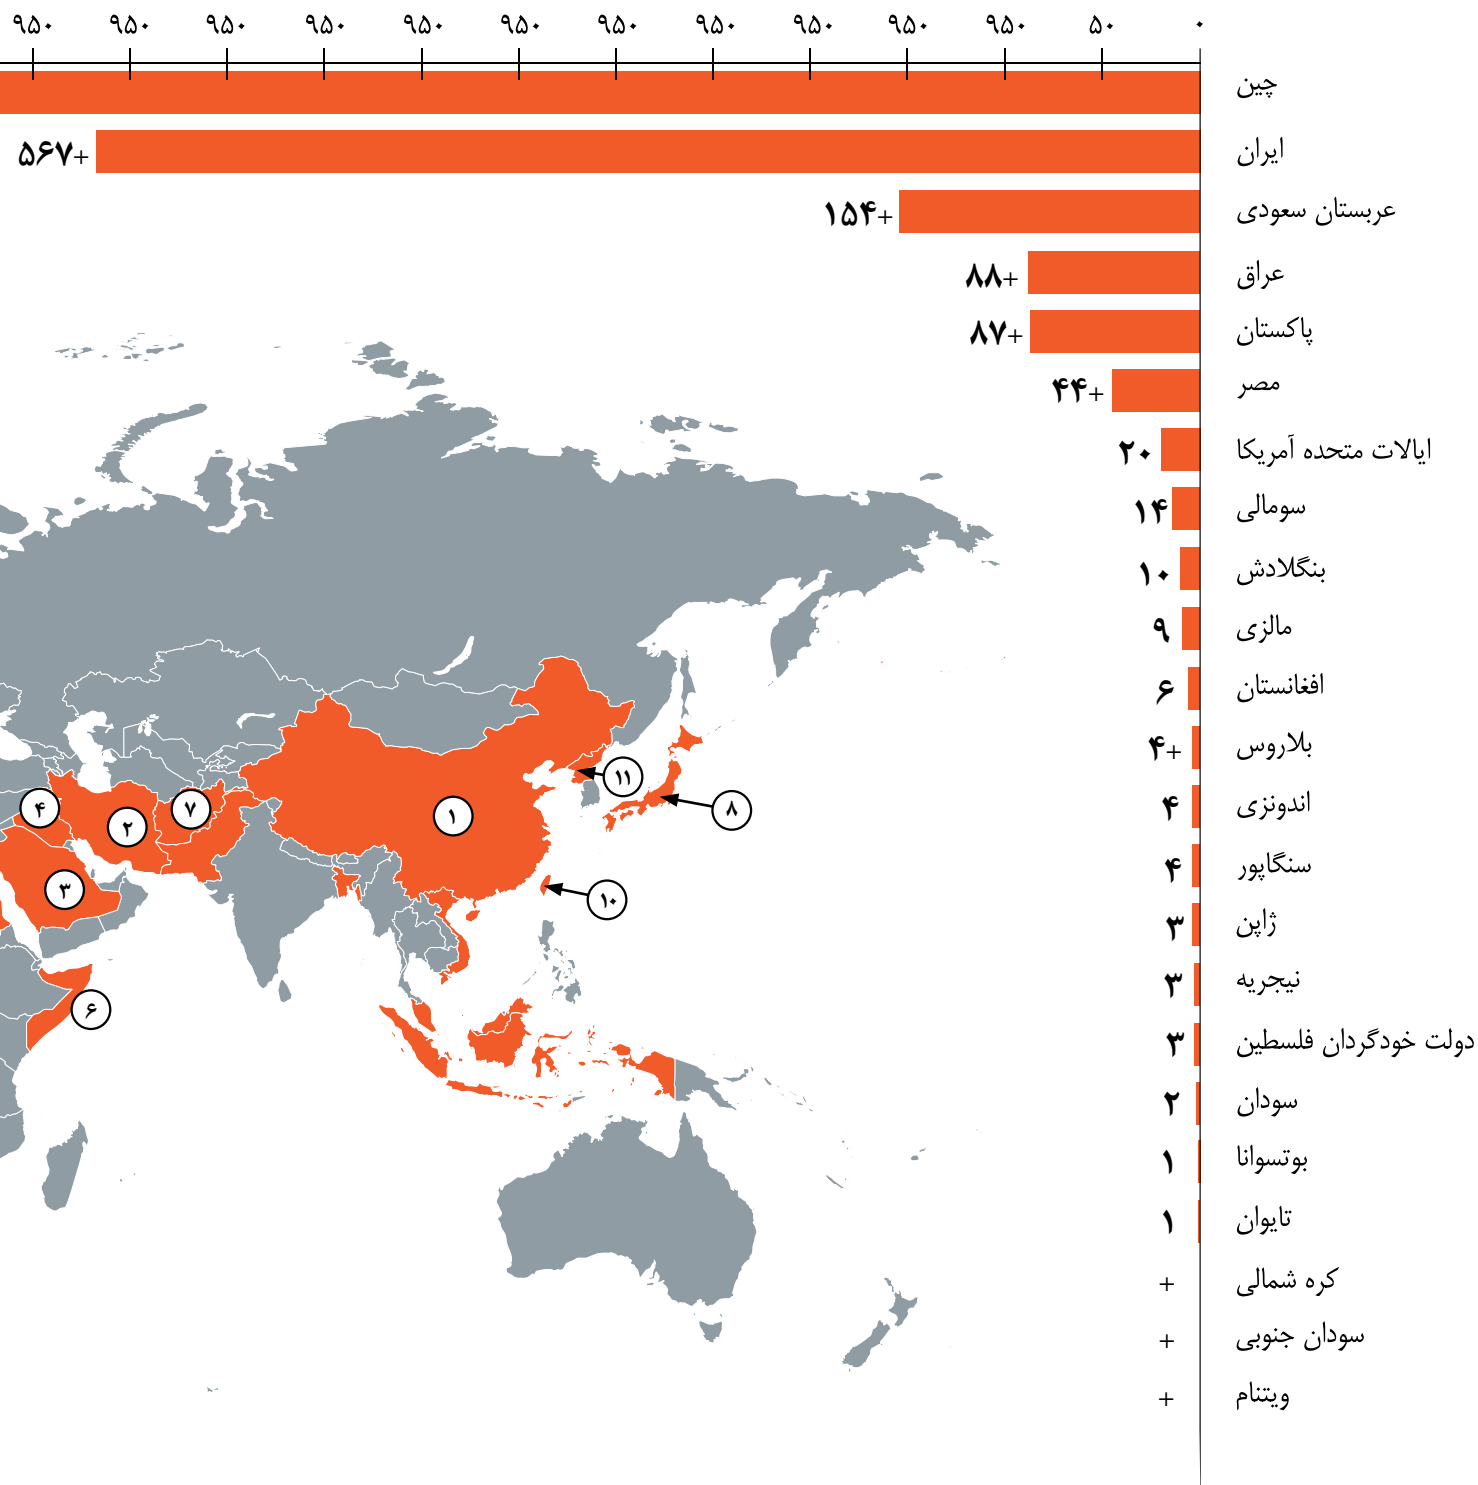 ۰ ۵۰ ۹۵۰ ۹۵۰ ۹۵۰ ۹۵۰ ۹۵۰ ۹۵۰ ۹۵۰ ۹۵۰ ۹۵۰ ۹۵۰ ۹۵۰
چین
ایران ۵۶۷+
عربستان سعودی ۱۵۴+
عراق ۸۸+
پاکستان ۸۷+
مصر ۴۴+
ایالات متحده آمریکا ۲۰
سومالی ۱۴
بنگلادش ۱۰
مالزی ۹
افغانستان ۶
بلاروس ۴+
اندونزی ۴
سنگاپور ۴
ژاپن ۳
نیجریه ۳
دولت خودگردان فلسطین ۳
سودان ۲
بوتسوانا ۱
تایوان ۱
کره شمالی +
سودان جنوبی +
ویتنام +
۱۱
۸
۱
۷
۲
۴
۳
۱۰
۶